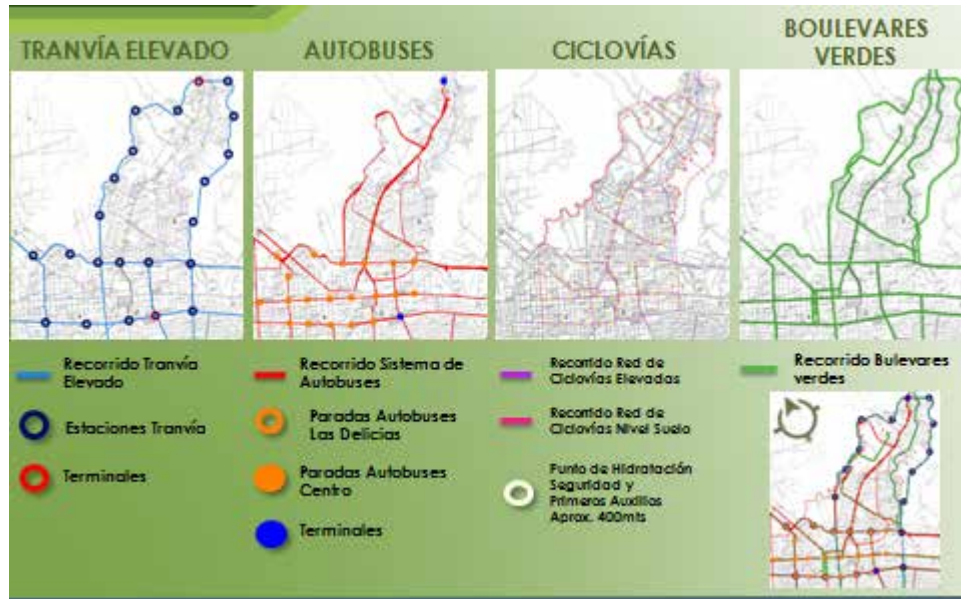 TRANVÍA ELEVADO
AUTOBUSES
CICLOVÍAS
BOULEVARES
VERDES
Recorrido Tranvía
Elevado
Estaciones Tranvía
Terminales
Recorrido Sistema de
Autobuses
Paradas Autobuses
Las Delicias
Paradas Autobuses
Centro
Terminales
Recorrido Red de
Ciclovías Elevadas
Recorrido Red de
Ciclovías Nivel Suelo
Punto de Hidratación
Seguridad y
Primeros Auxilios
Aprox. 400mts
Recorrido Bulevares
verdes